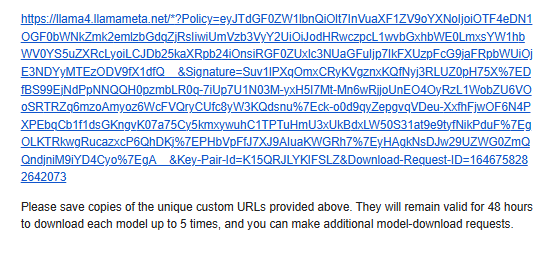 https://llama4.llamameta.net/*?Policy=eyJTdGF0ZW1lbnQiOlt7InVuaXF1ZV9oYXNoIjoiOTF4eDN1
OGF0bWNkZmk2emlzbGdqZjRsIiwiUmVzb3VyY2UiOiJodHRwczpcL1wvbGxhbWE0LmxsYW1hb
WV0YS5uZXRcLyoiLCJDb25kaXRpb24iOnsiRGF0ZUxlc3NUaGFuIjp7IkFXUzpFcG9jaFRpbWUiOj
E3NDYyMTEzODV9fX1dfQ__&Signature=Suv1IPXqOmxCRyKVgznxKQfNyj3RLUZ0pH75X%7ED
fBS99EjNdPpNNQQH0pzmbLR0q-7iUp7U1N03M-yxH5I7Mt-Mn6wRjjoUnEO4OyRzL1WobZU6VO
oSRTRZq6mzoAmyoz6WcFVQryCUfc8yW3KQdsnu%7Eck-o0d9qyZepgvqVDeu-XxfhFjwOF6N4P
XPEbqCb1f1dsGKngvK07a75Cy5kmxywuhC1TPTuHmU3xUkBdxLW50S31at9e9tyfNikPduF%7Eg
OLKTRkwgRucazxcP6QhDKj%7EEPHbVpFfJ7XJ9AluaKWGRh7%7EyHAgkNsDJw29UZWG0ZmQ
QndjniM9iYD4Cyo%7EgA__&Key-Pair-Id=K15QRJLYKIFSLZ&Download-Request-ID=164675828
2642073
Please save copies of the unique custom URLs provided above. They will remain valid for 48 hours
to download each model up to 5 times, and you can make additional model-download requests.